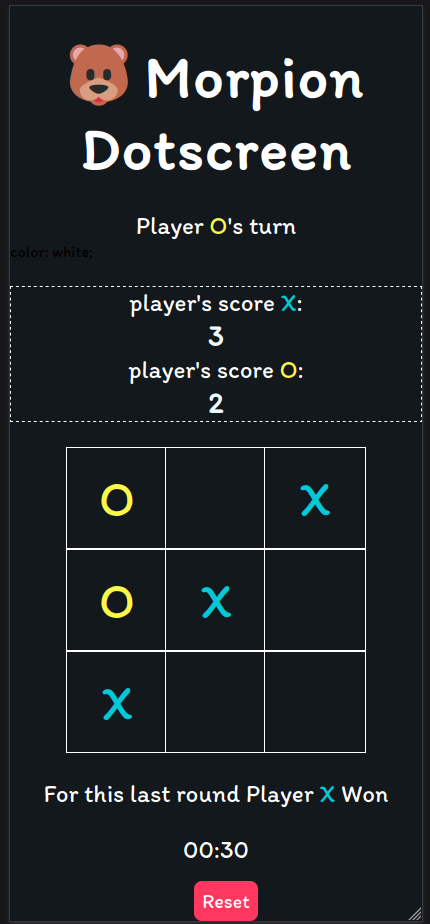 🐻 Morpion
Dotscreen
Player O's turn
color: white;
player's score X:
3
player's score O:
2
O X
O X
X
For this last round Player X Won
00:30
Reset